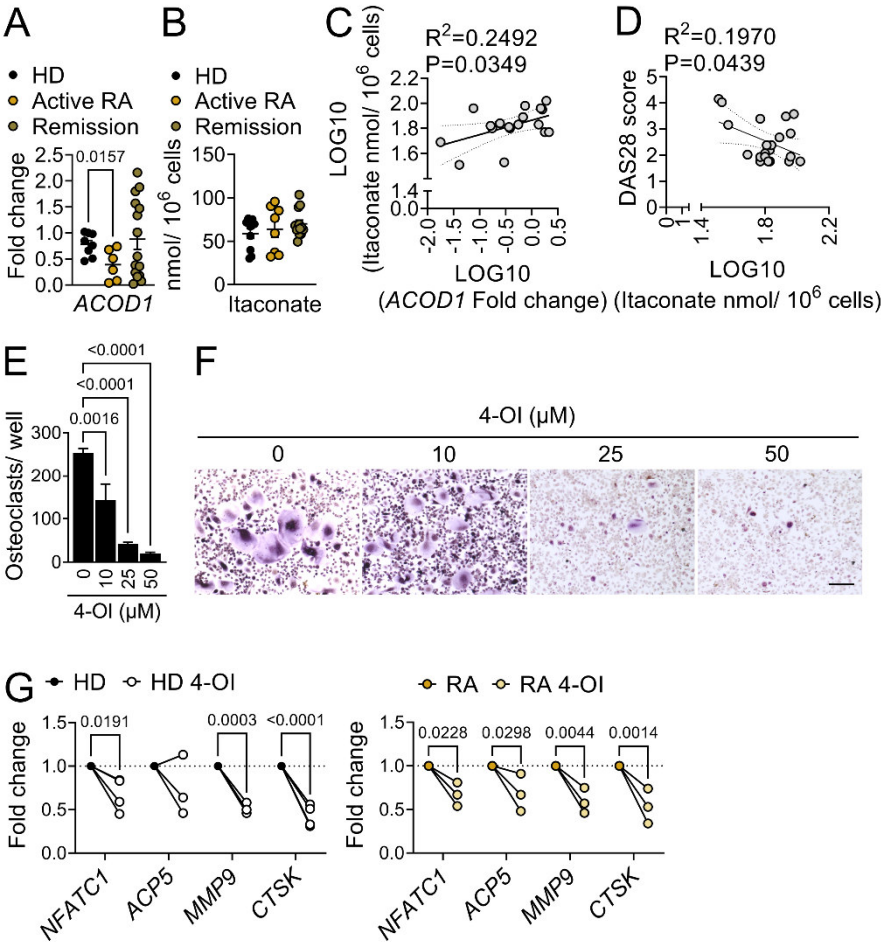 A
HD
Active RA
Remission
Fold change
2.5
2.0
1.5
1.0
0.5
0.0
0.0157
ACOD1
B
HD
Active RA
Remission
nmol/ 10⁶ cells
150
100
50
0
Itaconate
C
R²=0.2492
P=0.0349
LOG10
(Itaconate nmol/ 10⁶ cells)
2.2
2.0
1.8
1.6
1.4
0.0
-2.0
-1.5
-1.0
-0.5
0.0
0.5
LOG10
(ACOD1 Fold change)
D
R²=0.1970
P=0.0439
DAS28 score
5
4
3
2
1
0
0
1
1.4
1.8
2.2
LOG10
(Itaconate nmol/ 10⁶ cells)
E
<0.0001
<0.0001
0.0016
Osteoclasts/ well
300
200
100
0
0
10
25
50
4-OI (µM)
F
4-OI (µM)
0
10
25
50
G
HD
HD 4-OI
Fold change
1.5
1.0
0.5
0.0
0.0191
0.0003
<0.0001
NFATC1
ACP5
MMP9
CTSK
RA
RA 4-OI
Fold change
1.5
1.0
0.5
0.0
0.0228
0.0298
0.0044
0.0014
NFATC1
ACP5
MMP9
CTSK